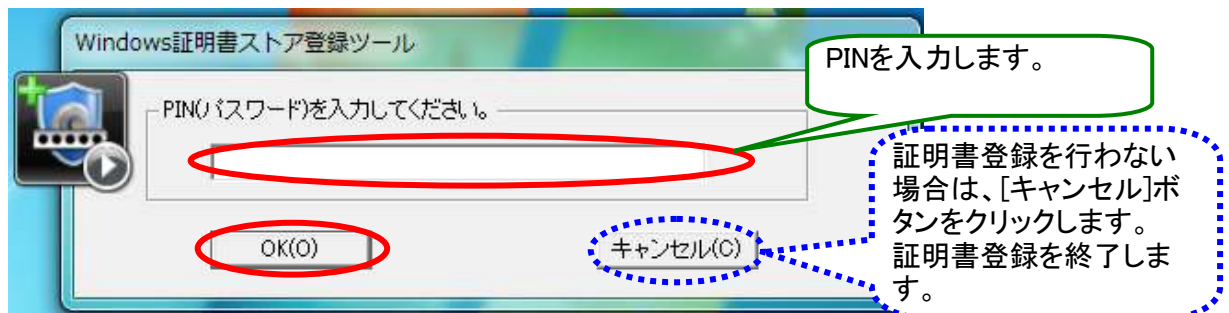 Windows証明書ストア登録ツール
PINを入力します。
PIN(パスワード)を入力してください。
証明書登録を行わない
場合は、[キャンセル]ボ
タンをクリックします。
証明書登録を終了しま
す。
OK(O)
キャンセル(C)